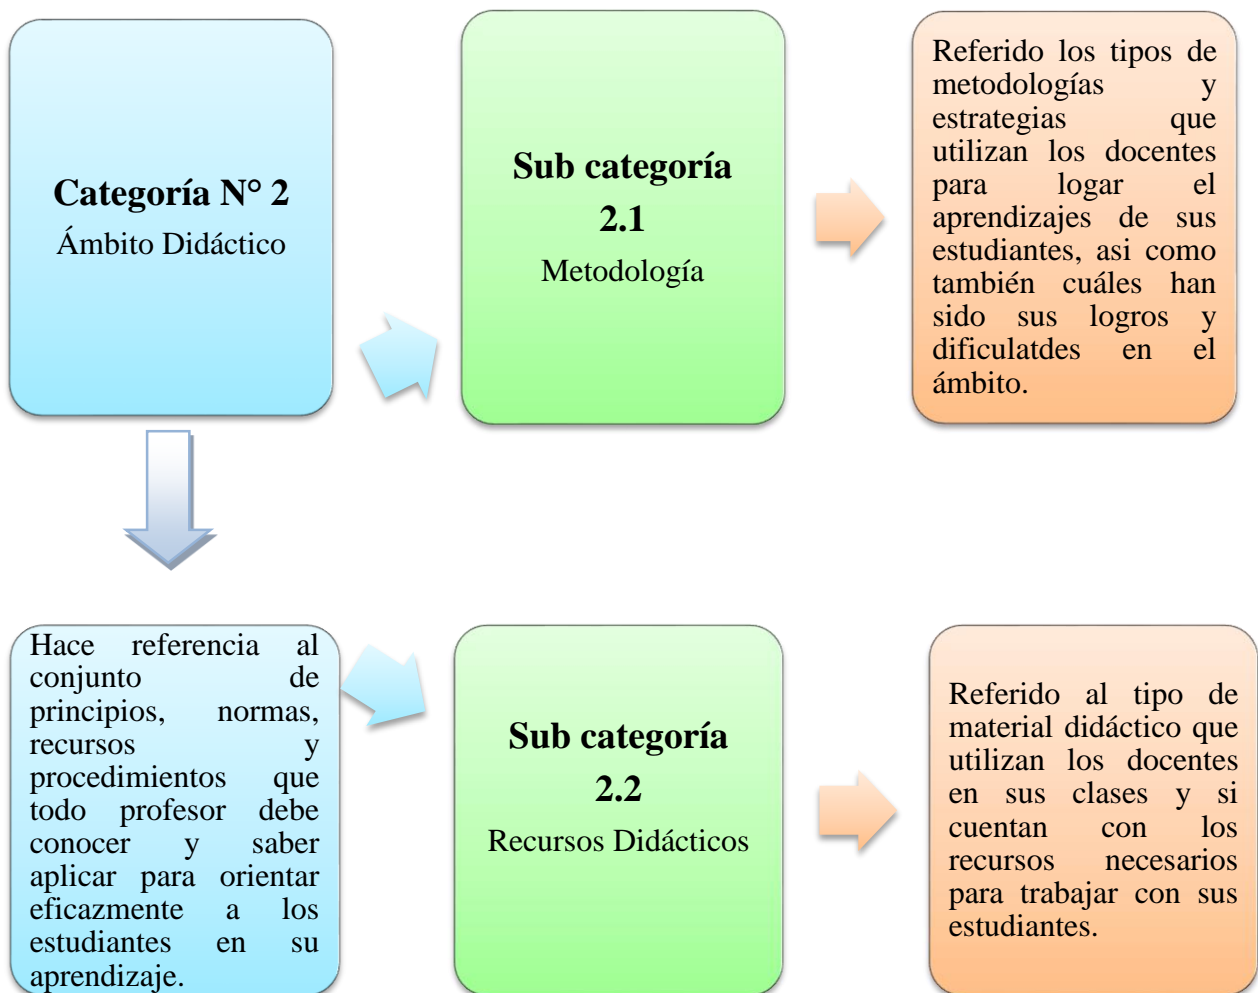 Categoría N° 2
Ámbito Didáctico
Sub categoría
2.1
Metodología
Referido los tipos de
metodologías y
estrategias que
utilizan los docentes
para logar el
aprendizajes de sus
estudiantes, asi como
también cuáles han
sido sus logros y
dificulatdes en el
ámbito.
Hace referencia al
conjunto de
principios, normas,
recursos y
procedimientos que
todo profesor debe
conocer y saber
aplicar para orientar
eficazmente a los
estudiantes en su
aprendizaje.
Sub categoría
2.2
Recursos Didácticos
Referido al tipo de
material didáctico que
utilizan los docentes
en sus clases y si
cuentan con los
recursos necesarios
para trabajar con sus
estudiantes.